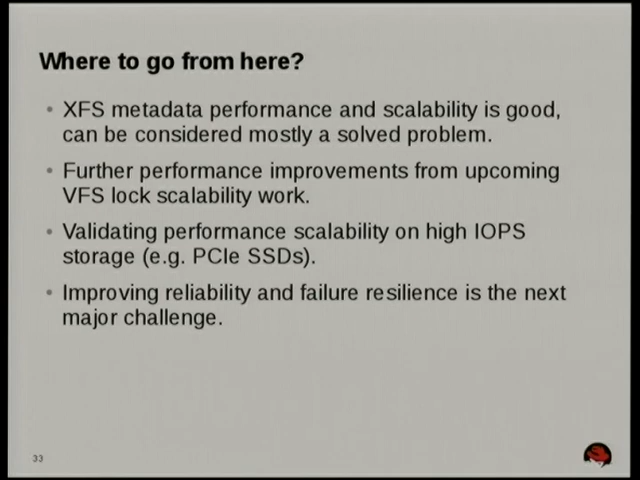 Where to go from here?
• XFS metadata performance and scalability is good,
can be considered mostly a solved problem.
• Further performance improvements from upcoming
VFS lock scalability work.
• Validating performance scalability on high IOPS
storage (e.g. PCIe SSDs).
• Improving reliability and failure resilience is the next
major challenge.
33